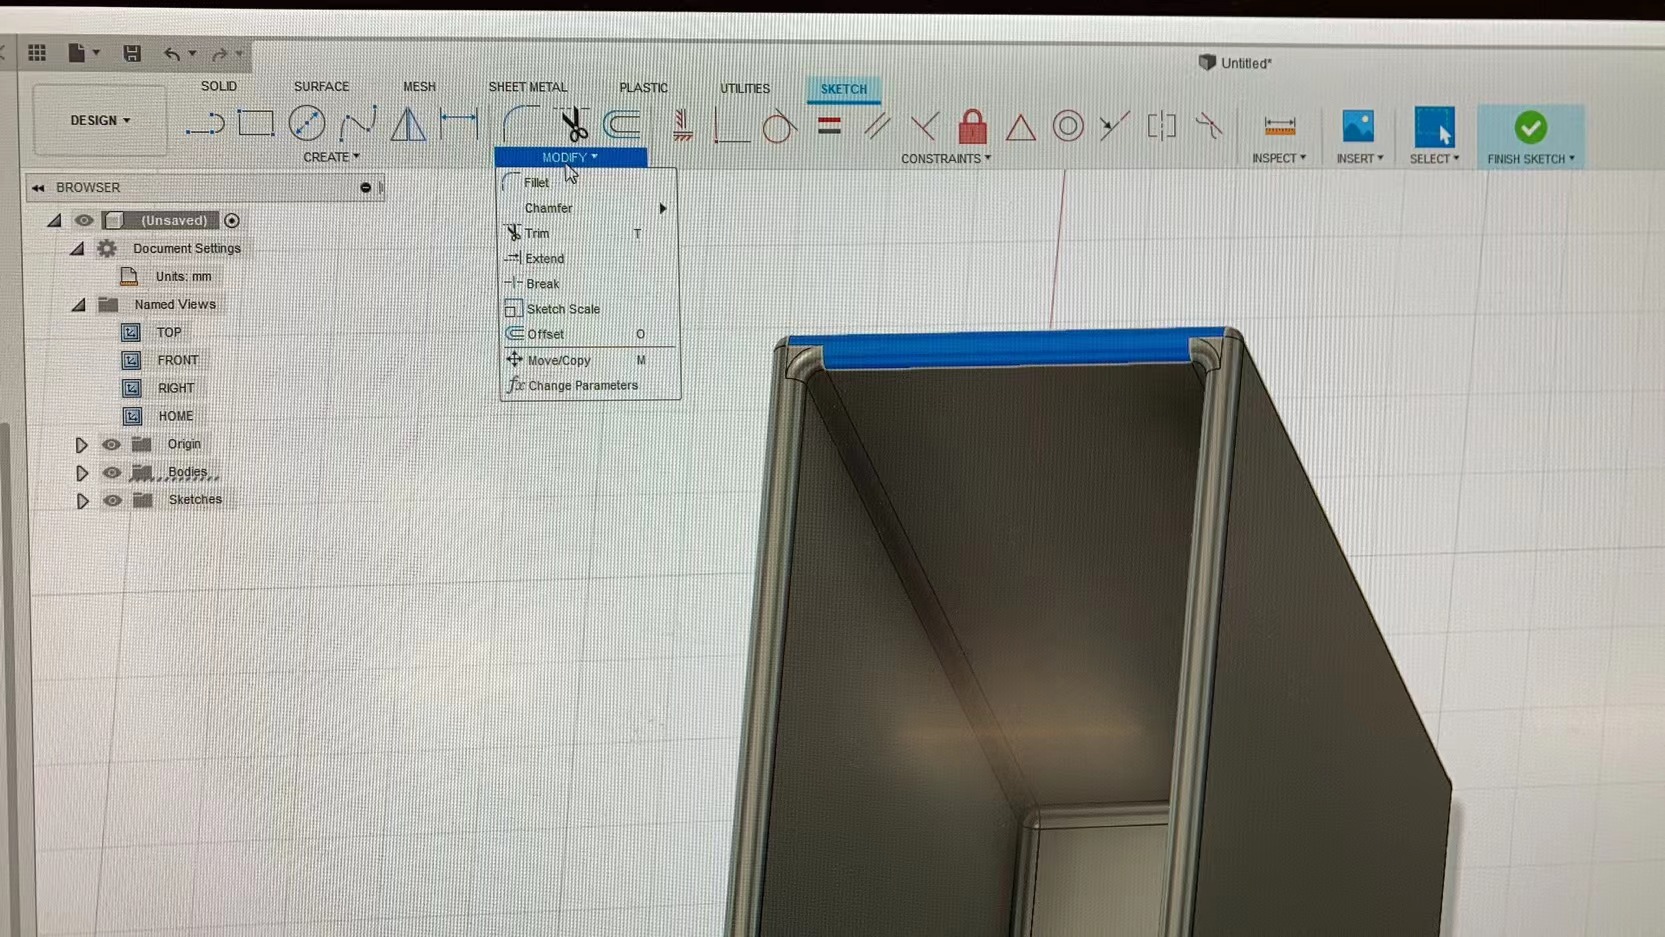 Untitled*
SOLID SURFACE MESH SHEET METAL PLASTIC UTILITIES SKETCH
DESIGN
CREATE MODIFY CONSTRAINTS INSPECT INSERT SELECT FINISH SKETCH
BROWSER
(Unsaved)
Document Settings
Units: mm
Named Views
TOP
FRONT
RIGHT
HOME
Origin
Bodies
Sketches
Fillet
Chamfer
Trim T
Extend
Break
Sketch Scale
Offset O
Move/Copy M
fx Change Parameters